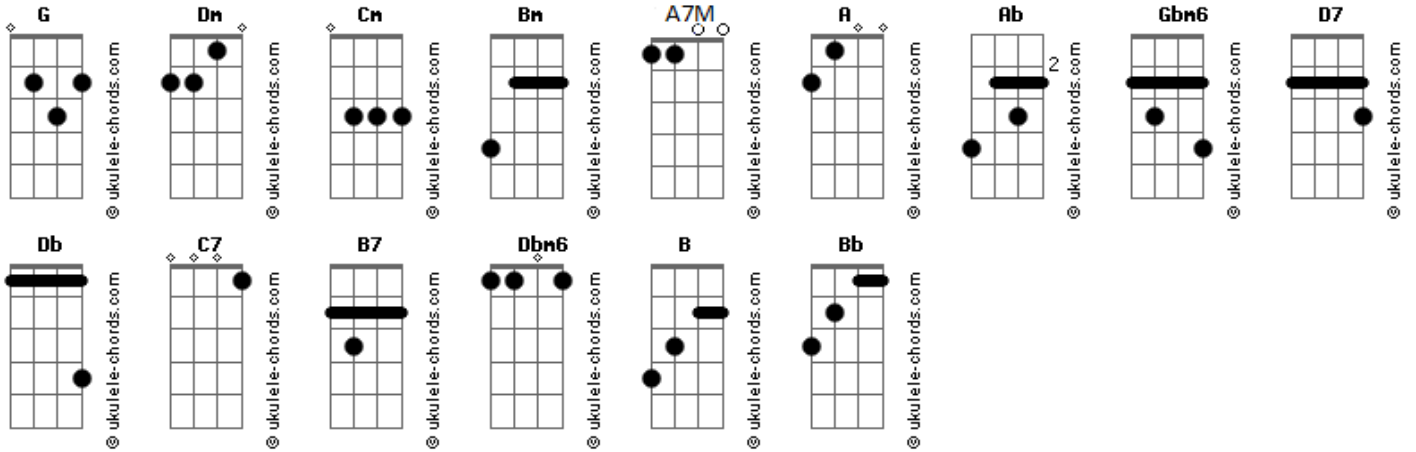 G Dm Cm Bm A7M A Ab Gbm6 D7
© ukulele-chords.com © ukulele-chords.com © ukulele-chords.com © ukulele-chords.com © ukulele-chords.com © ukulele-chords.com 2 © ukulele-chords.com © ukulele-chords.com © ukulele-chords.com
Db C7 B7 Dbm6 B Bb
© ukulele-chords.com © ukulele-chords.com © ukulele-chords.com © ukulele-chords.com © ukulele-chords.com © ukulele-chords.com